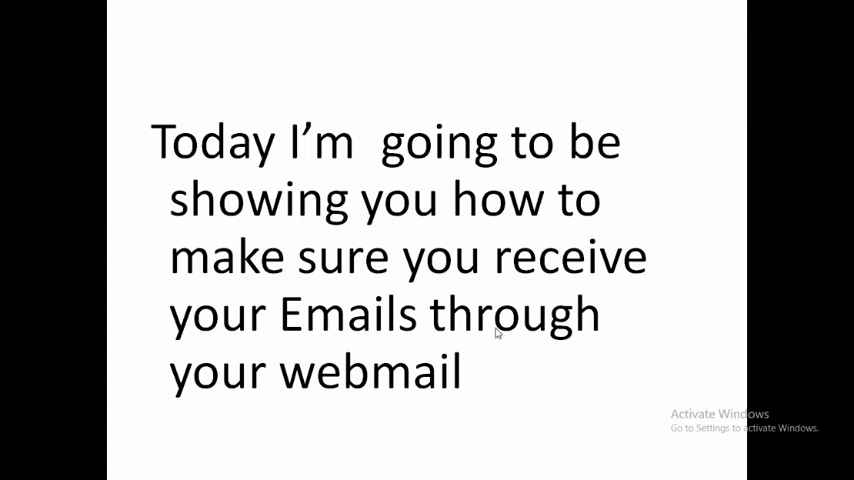 Today I’m  going to be
showing you how to
make sure you receive
your Emails through
your webmail
Activate Windows
Go to Settings to activate Windows.